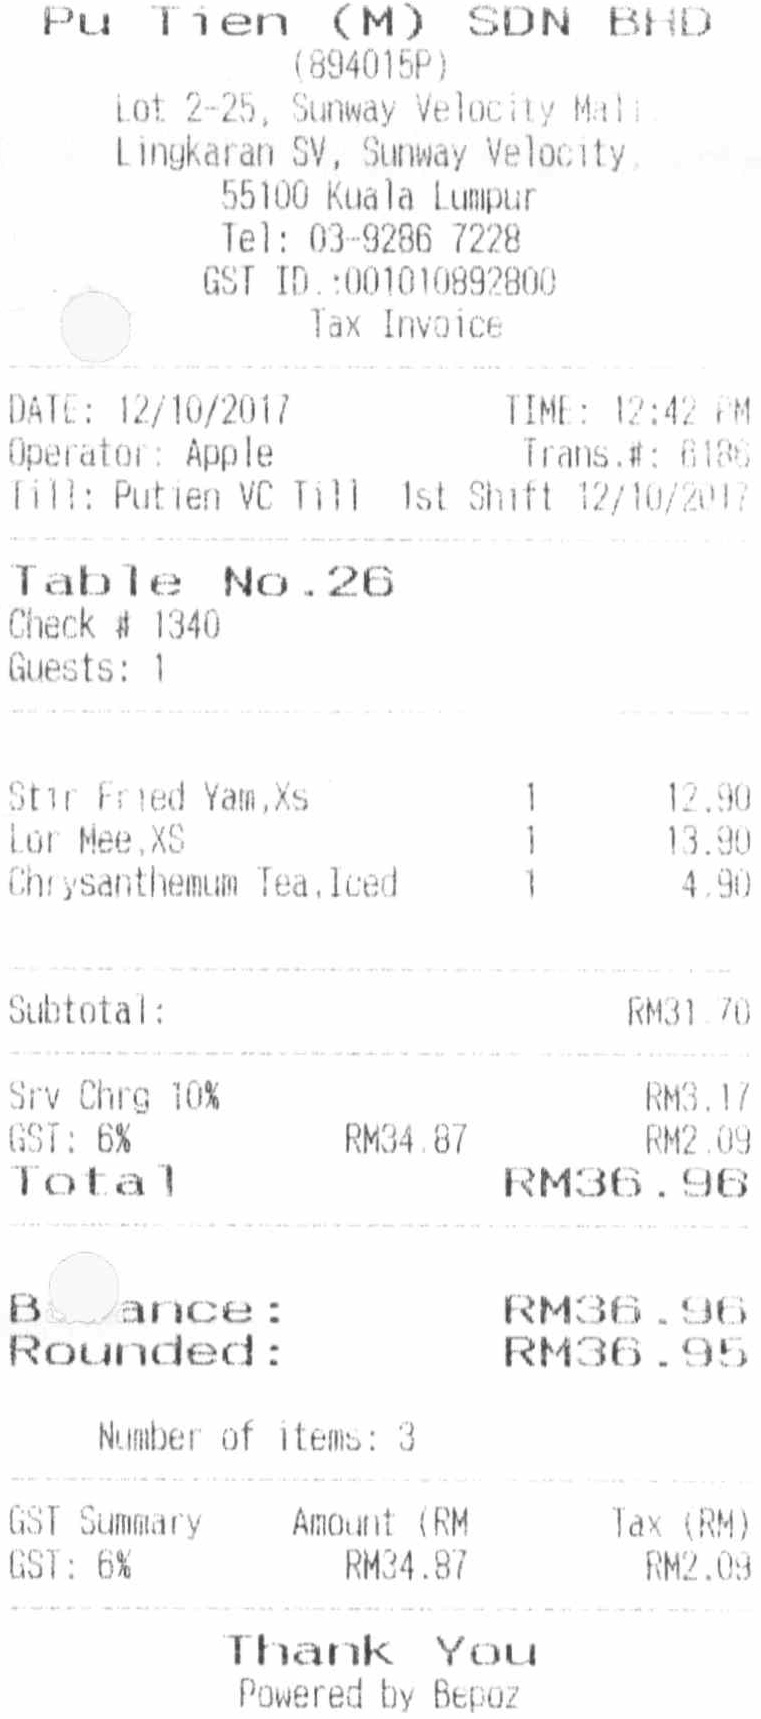 Pu Tien (M) SDN BHD
(894015P)
Lot 2-25, Sunway Velocity Mall.
Lingkaran SV, Sunway Velocity,
55100 Kuala Lumpur
Tel: 03-9286 7228
GST ID.:001010892800
Tax Invoice
DATE: 12/10/2017 TIME: 12:42 PM
Operator: Apple Trans.#: 6186
Till: Putien VC Till 1st Shift 12/10/2017
Table No.26
Check # 1340
Guests: 1
Stir Fried Yam,Xs 1 12.90
Lor Mee,XS 1 13.90
Chrysanthemum Tea,Iced 1 4.90
Subtotal: RM31.70
Srv Chrg 10% RM3.17
GST: 6% RM34.87 RM2.09
Total RM36.96
Balance: RM36.96
Rounded: RM36.95
Number of items: 3
GST Summary Amount (RM Tax (RM)
GST: 6% RM34.87 RM2.09
Thank You
Powered by Bepoz